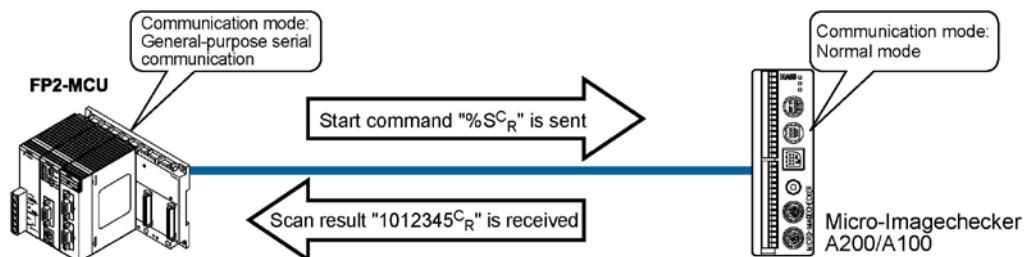 Communication mode:
General-purpose serial
communication
FP2-MCU
Communication mode:
Normal mode
Start command "%SCR" is sent
Scan result "1012345CR" is received
Micro-Imagechecker
A200/A100